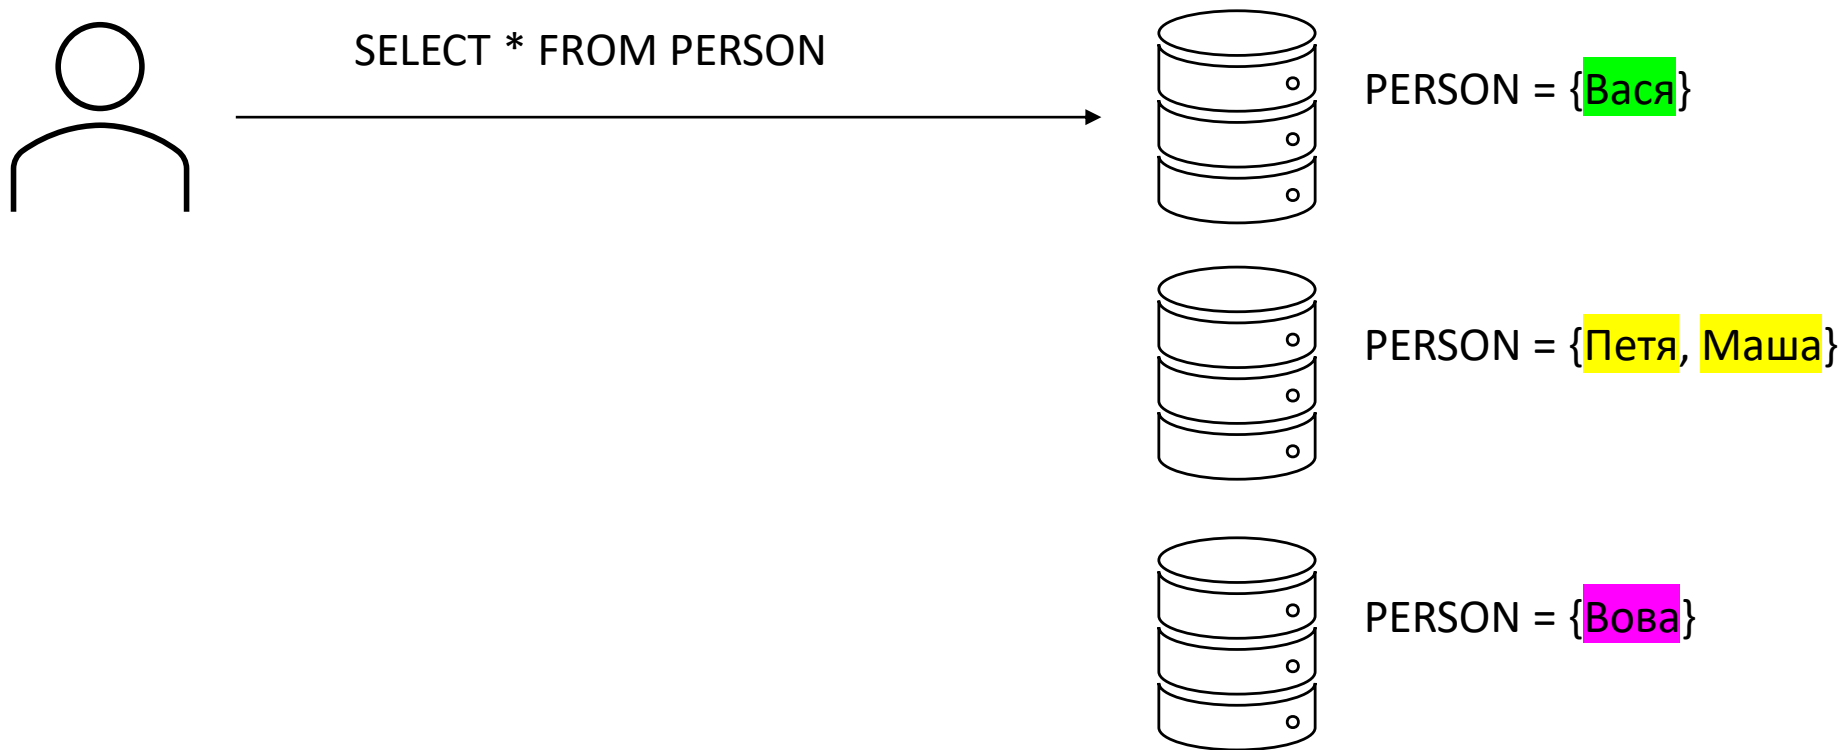 SELECT * FROM PERSON
PERSON = {Вася}
PERSON = {Петя, Маша}
PERSON = {Вова}